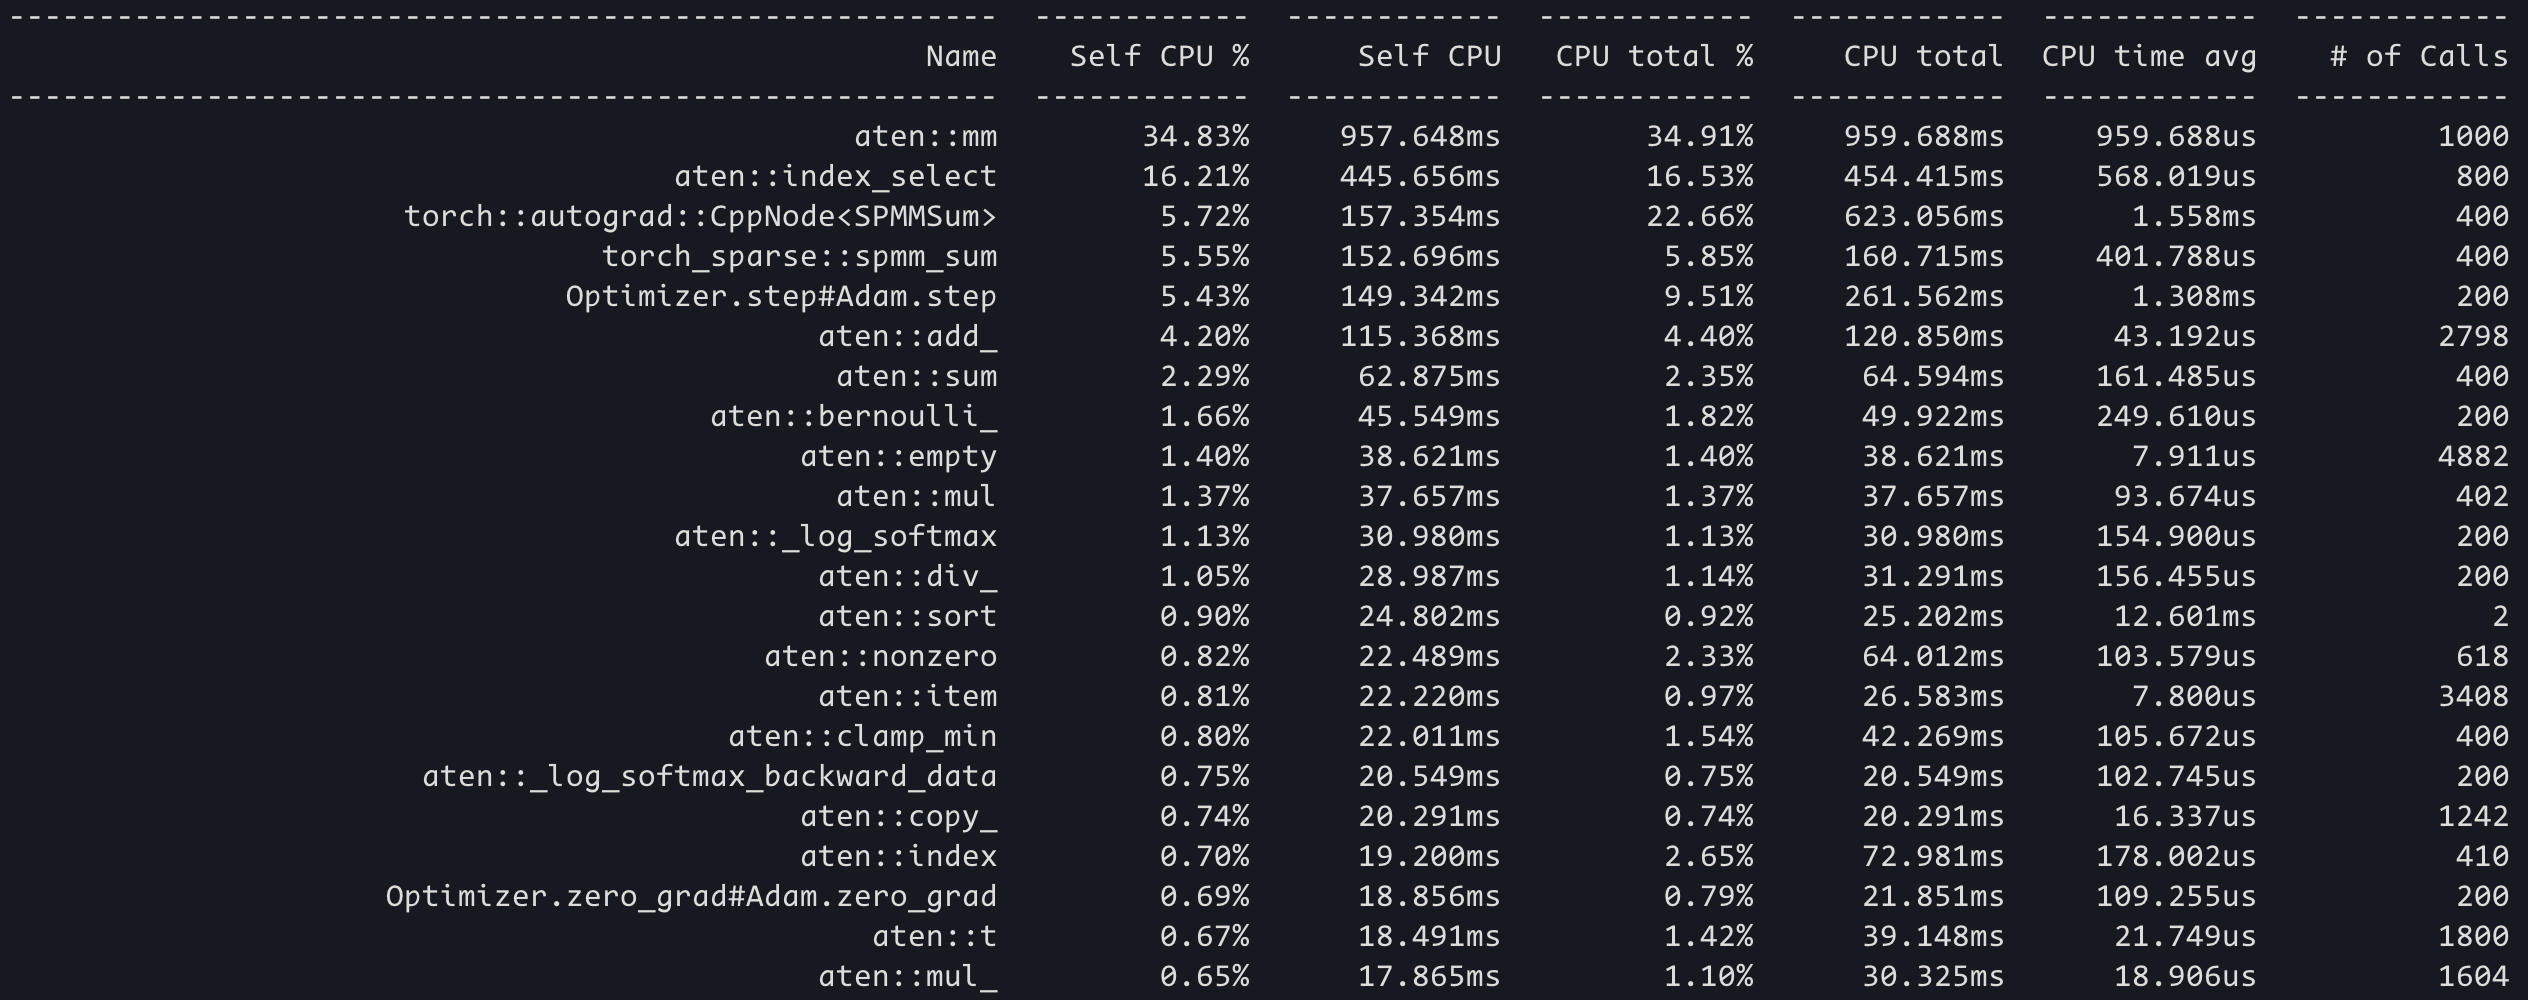 -------------------------------------------------------  ------------  ------------  ------------  ------------  ------------  ------------
Name    Self CPU %      Self CPU   CPU total %     CPU total  CPU time avg    # of Calls
-------------------------------------------------------  ------------  ------------  ------------  ------------  ------------  ------------
aten::mm        34.83%     957.648ms        34.91%     959.688ms     959.688us          1000
aten::index_select        16.21%     445.656ms        16.53%     454.415ms     568.019us           800
torch::autograd::CppNode<SPMMSum>         5.72%     157.354ms        22.66%     623.056ms       1.558ms           400
torch_sparse::spmm_sum         5.55%     152.696ms         5.85%     160.715ms     401.788us           400
Optimizer.step#Adam.step         5.43%     149.342ms         9.51%     261.562ms       1.308ms           200
aten::add_         4.20%     115.368ms         4.40%     120.850ms      43.192us          2798
aten::sum         2.29%      62.875ms         2.35%      64.594ms     161.485us           400
aten::bernoulli_         1.66%      45.549ms         1.82%      49.922ms     249.610us           200
aten::empty         1.40%      38.621ms         1.40%      38.621ms       7.911us          4882
aten::mul         1.37%      37.657ms         1.37%      37.657ms      93.674us           402
aten::_log_softmax         1.13%      30.980ms         1.13%      30.980ms     154.900us           200
aten::div_         1.05%      28.987ms         1.14%      31.291ms     156.455us           200
aten::sort         0.90%      24.802ms         0.92%      25.202ms      12.601ms             2
aten::nonzero         0.82%      22.489ms         2.33%      64.012ms     103.579us           618
aten::item         0.81%      22.220ms         0.97%      26.583ms       7.800us          3408
aten::clamp_min         0.80%      22.011ms         1.54%      42.269ms     105.672us           400
aten::_log_softmax_backward_data         0.75%      20.549ms         0.75%      20.549ms     102.745us           200
aten::copy_         0.74%      20.291ms         0.74%      20.291ms      16.337us          1242
aten::index         0.70%      19.200ms         2.65%      72.981ms     178.002us           410
Optimizer.zero_grad#Adam.zero_grad         0.69%      18.856ms         0.79%      21.851ms     109.255us           200
aten::t         0.67%      18.491ms         1.42%      39.148ms      21.749us          1800
aten::mul_         0.65%      17.865ms         1.10%      30.325ms      18.906us          1604